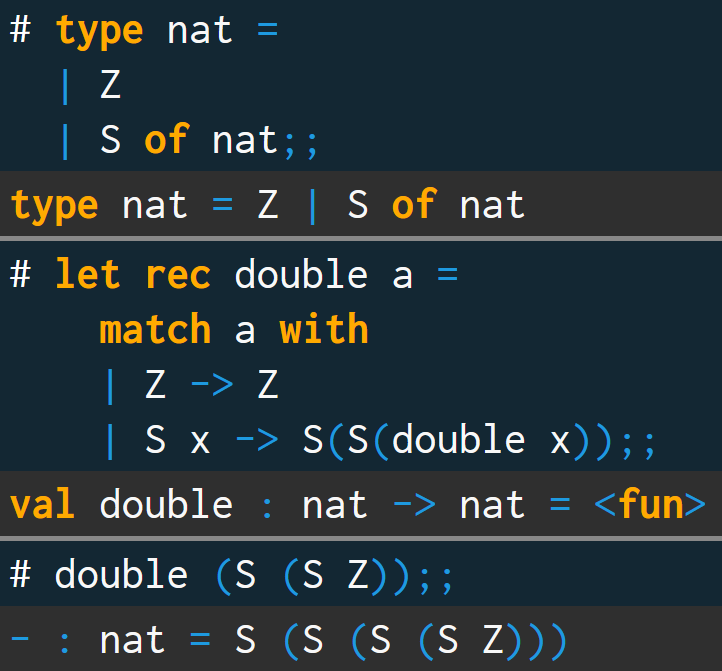 # type nat =
  | Z
  | S of nat;;
type nat = Z | S of nat
# let rec double a =
    match a with
    | Z -> Z
    | S x -> S(S(double x));;
val double : nat -> nat = <fun>
# double (S (S Z));;
- : nat = S (S (S (S Z)))